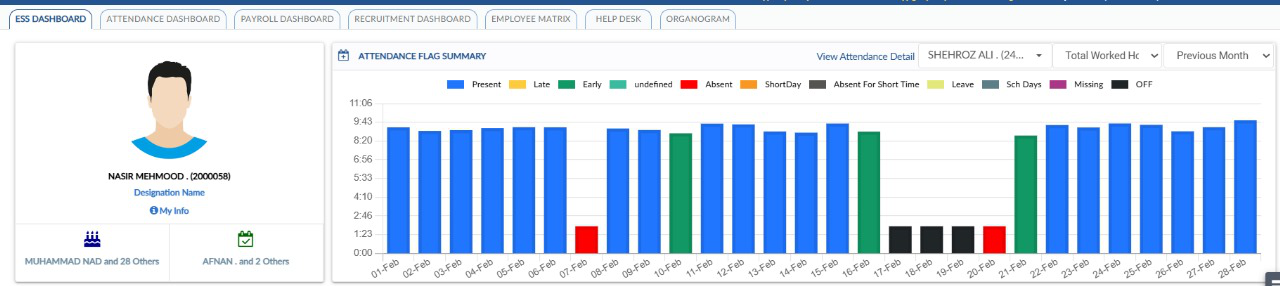 ESS DASHBOARD ATTENDANCE DASHBOARD PAYROLL DASHBOARD RECRUITMENT DASHBOARD EMPLOYEE MATRIX HELP DESK ORGANOGRAM
NASIR MEHMOOD . (2000058)
Designation Name
My Info
MUHAMMAD NAD and 28 Others
AFNAN . and 2 Others
ATTENDANCE FLAG SUMMARY
View Attendance Detail SHEHROZ ALI . (24... Total Worked Hc Previous Month
Present Late Early undefined Absent ShortDay Absent For Short Time Leave Sch Days Missing OFF
11:06
9:43
8:20
6:56
5:33
4:10
2:46
1:23
0:00
01-Feb 02-Feb 03-Feb 04-Feb 05-Feb 06-Feb 07-Feb 08-Feb 09-Feb 10-Feb 11-Feb 12-Feb 13-Feb 14-Feb 15-Feb 16-Feb 17-Feb 18-Feb 19-Feb 20-Feb 21-Feb 22-Feb 23-Feb 24-Feb 25-Feb 26-Feb 27-Feb 28-Feb